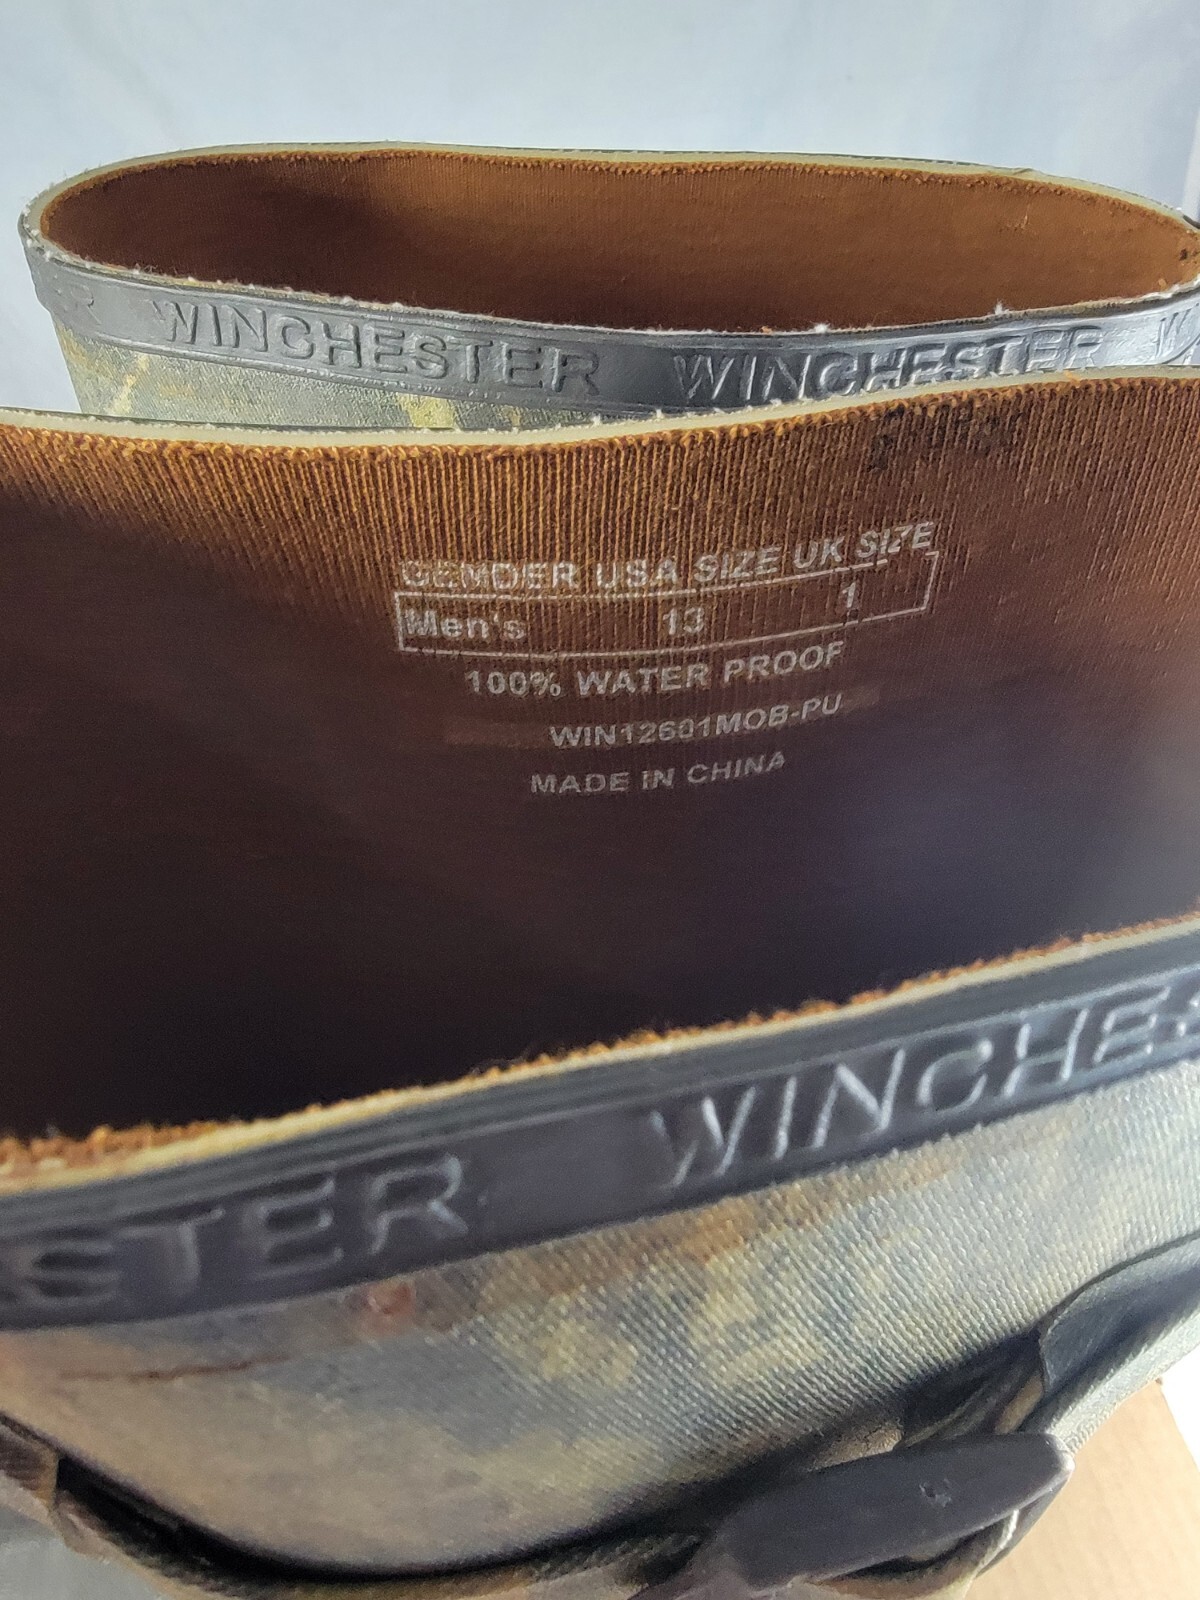 WINCHESTER WINCHESTER
GEMDER USA SIZE UK SIZE
Men's 13 1
100% WATER PROOF
WIN12601MOB-PU
MADE IN CHINA
STER WINCHES